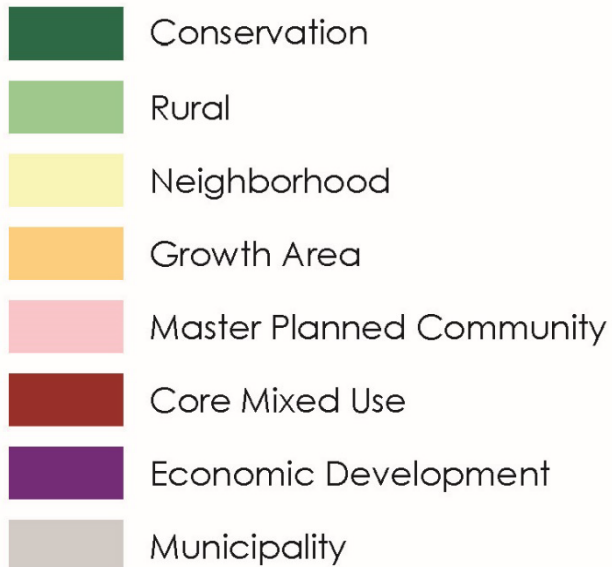 Conservation
Rural
Neighborhood
Growth Area
Master Planned Community
Core Mixed Use
Economic Development
Municipality